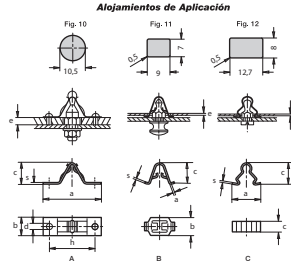 Alojamientos de Aplicación
Fig. 10 Fig. 11 Fig. 12
10,5
0,5
7
9
0,5
8
12,7
e
e
e
c
s
a
s
c
a
s
c
a
b
d
h
b
c
A B C